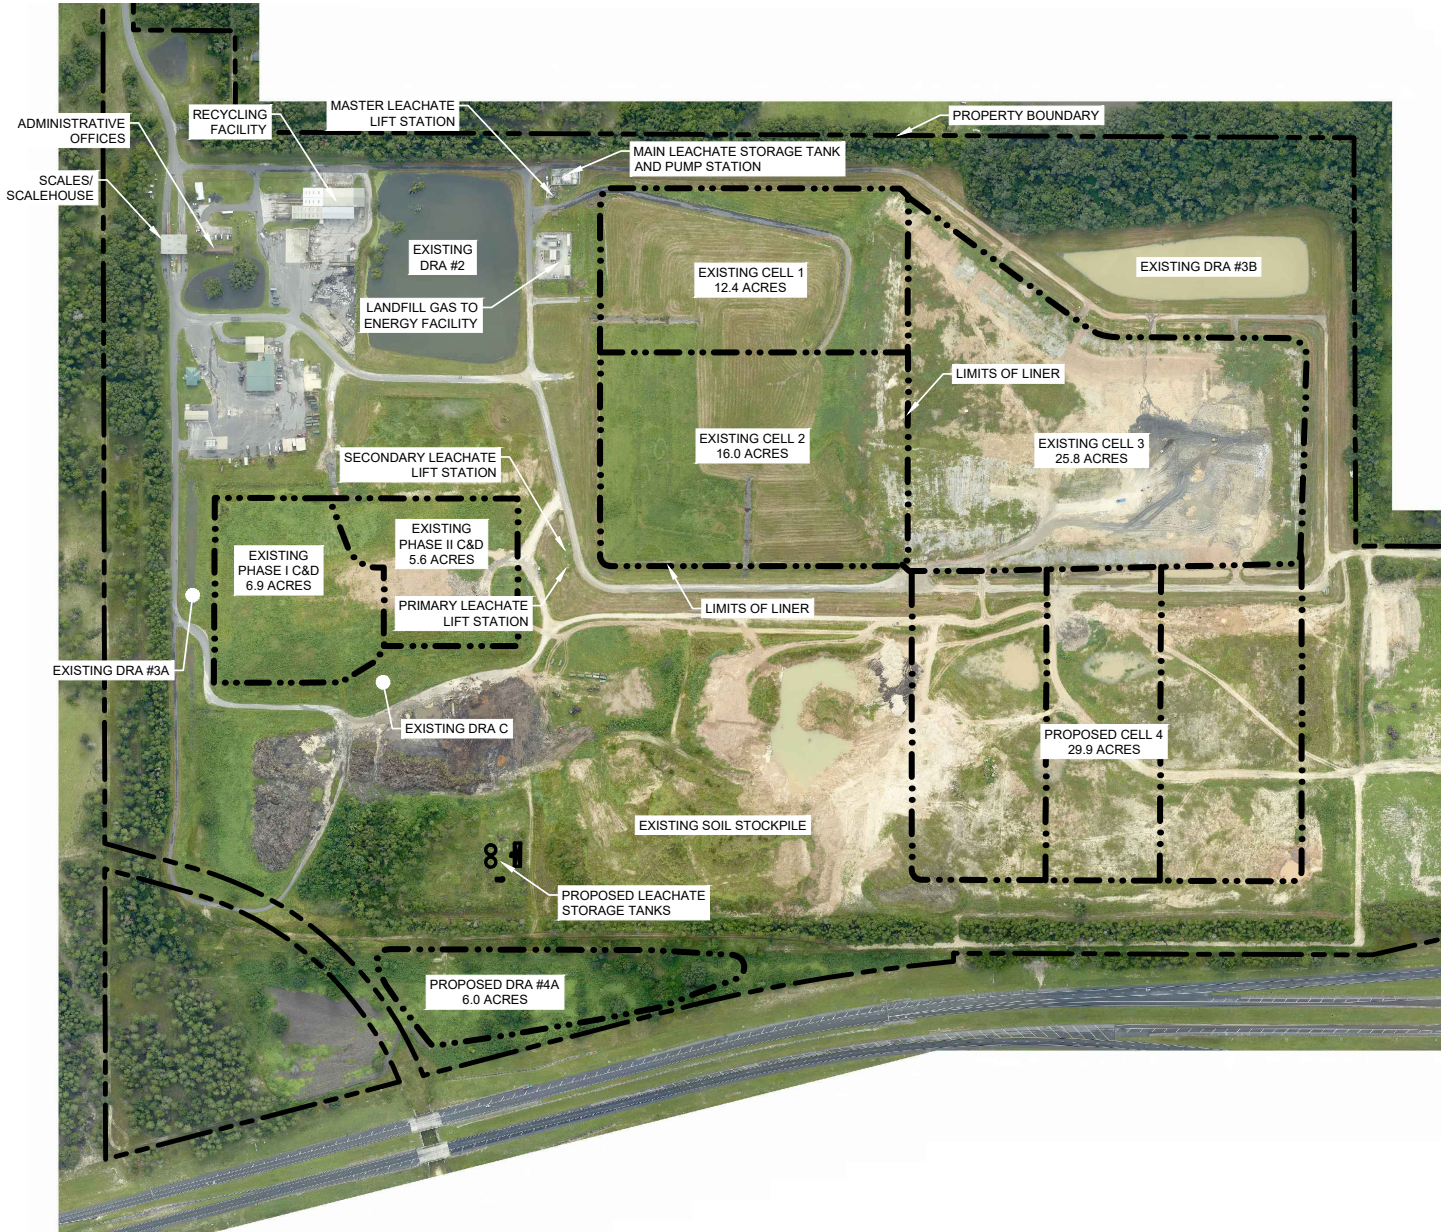 MASTER LEACHATE
LIFT STATION
RECYCLING
FACILITY
PROPERTY BOUNDARY
ADMINISTRATIVE
OFFICES
MAIN LEACHATE STORAGE TANK
AND PUMP STATION
SCALES/
SCALEHOUSE
EXISTING
DRA #2
EXISTING CELL 1
12.4 ACRES
EXISTING DRA #3B
LANDFILL GAS TO
ENERGY FACILITY
LIMITS OF LINER
EXISTING CELL 2
16.0 ACRES
EXISTING CELL 3
25.8 ACRES
SECONDARY LEACHATE
LIFT STATION
EXISTING
PHASE II C&D
5.6 ACRES
EXISTING
PHASE I C&D
6.9 ACRES
PRIMARY LEACHATE
LIFT STATION
LIMITS OF LINER
EXISTING DRA #3A
EXISTING DRA C
PROPOSED CELL 4
29.9 ACRES
EXISTING SOIL STOCKPILE
PROPOSED LEACHATE
STORAGE TANKS
PROPOSED DRA #4A
6.0 ACRES